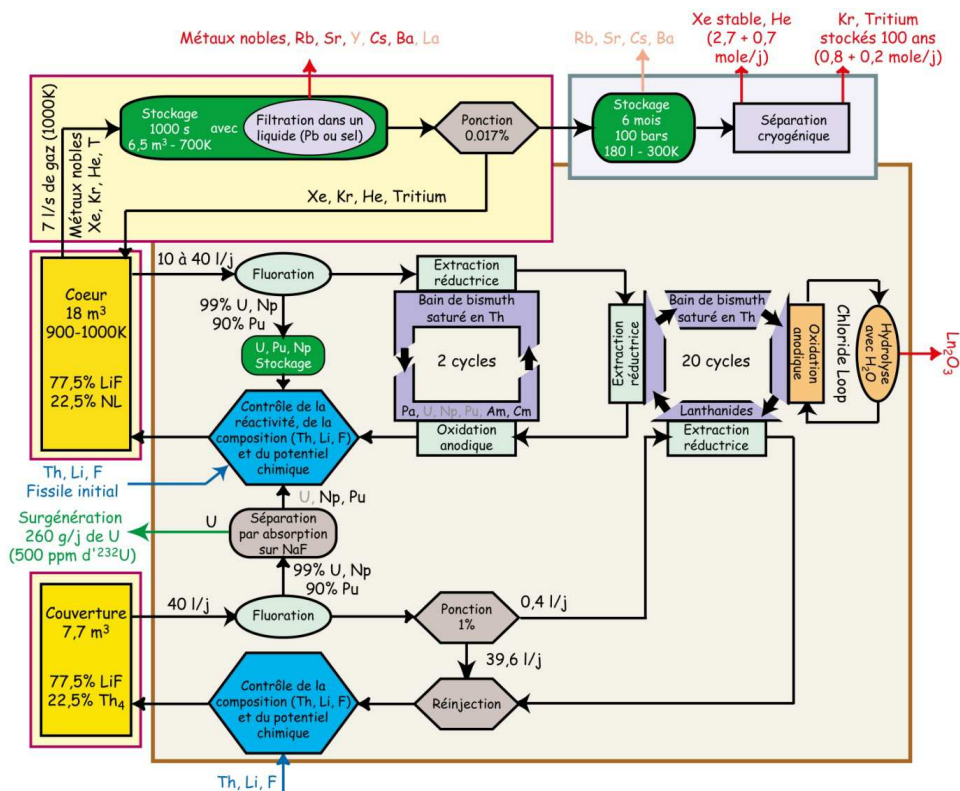 Métaux nobles, Rb, Sr, Y, Cs, Ba, La
Rb, Sr, Cs, Ba
Xe stable, He
(2,7 + 0,7
mole/j)
Kr, Tritium
stockés 100 ans
(0,8 + 0,2 mole/j)
7 l/s de gaz (1000K)
Métaux nobles
Xe, Kr, He, T
Stockage
1000 s
6,5 m³ - 700K
avec
Filtration dans un
liquide (Pb ou sel)
Ponction
0.017%
Stockage
6 mois
100 bars
180 l - 300K
Séparation
cryogénique
Xe, Kr, He, Tritium
Coeur
18 m³
900-1000K
77,5% LiF
22,5% NL
10 à 40 l/j
Fluoration
99% U, Np
90% Pu
U, Pu, Np
Stockage
Extraction
réductrice
Bain de bismuth
saturé en Th
2 cycles
Pa, U, Np, Pu, Am, Cm
Oxidation
anodique
Extraction
réductrice
Bain de bismuth
saturé en Th
20 cycles
Lanthanides
Extraction
réductrice
Oxidation
anodique
Chloride Loop
Hydrolyse
avec H₂O
Ln₂O₃
Contrôle de la
réactivité, de la
composition (Th, Li, F)
et du potentiel
chimique
Th, Li, F
Fissile initial
U, Np, Pu
Surgénération
260 g/j de U
(500 ppm d'²³²U)
U
Séparation
par absorption
sur NaF
99% U, Np
90% Pu
Couverture
7,7 m³
77,5% LiF
22,5% Th₄
40 l/j
Fluoration
Ponction
1%
0,4 l/j
39,6 l/j
Réinjection
Contrôle de la
composition (Th, Li, F)
et du potentiel
chimique
Th, Li, F